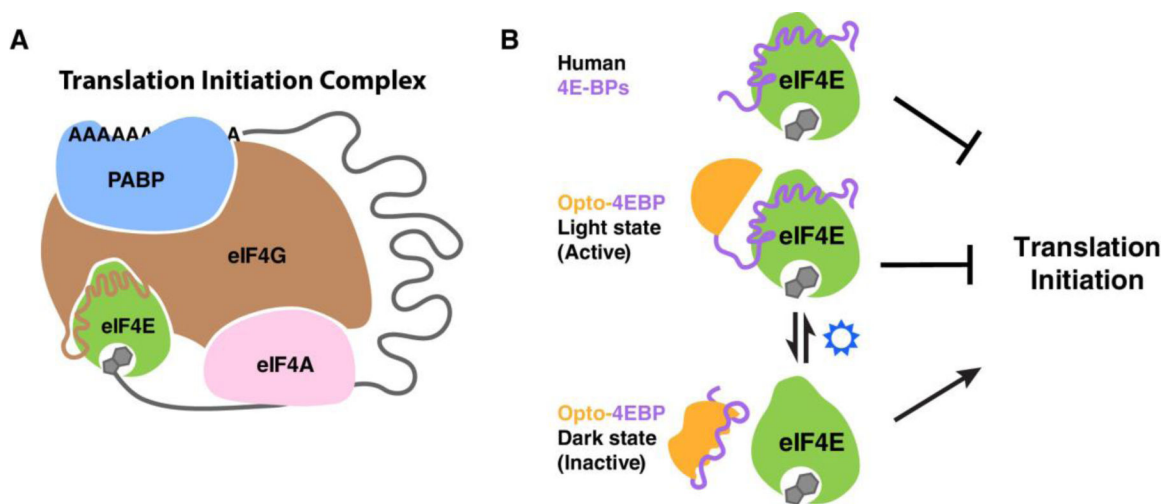 A
Translation Initiation Complex
AAAAAA A
PABP
eIF4G
eIF4E
eIF4A
B
Human
4E-BPs
eIF4E
Opto-4EBP
Light state
(Active)
eIF4E
Translation
Initiation
Opto-4EBP
Dark state
(Inactive)
eIF4E